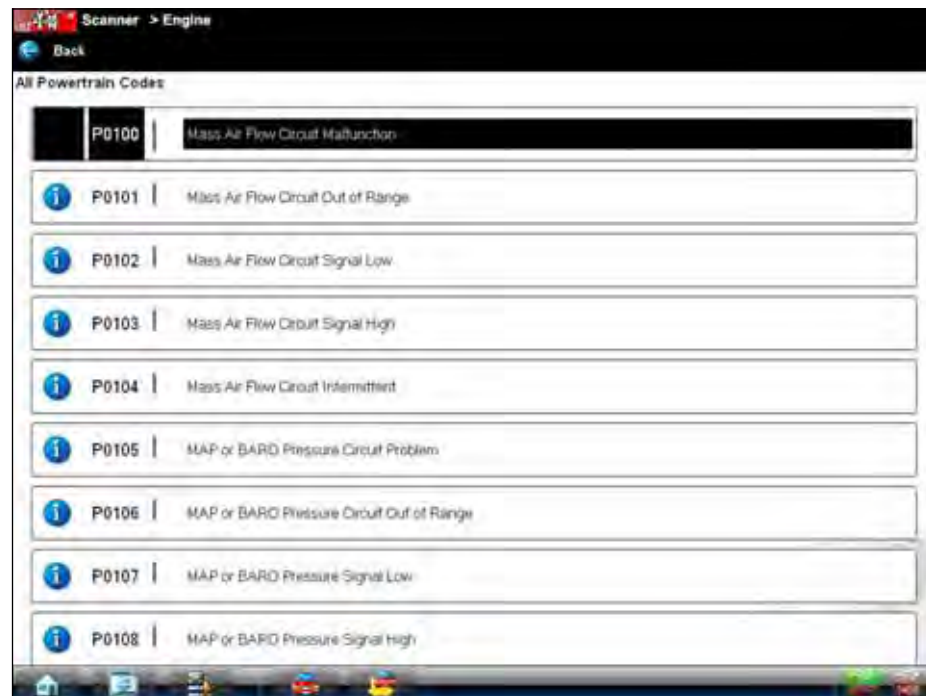 Scanner > Engine
Back
All Powertrain Codes
P0100 Mass Air Flow Circuit Malfunction
P0101 Mass Air Flow Circuit Out of Range
P0102 Mass Air Flow Circuit Signal Low
P0103 Mass Air Flow Circuit Signal High
P0104 Mass Air Flow Circuit Intermittent
P0105 MAP or BARO Pressure Circuit Problem
P0106 MAP or BARO Pressure Circuit Out of Range
P0107 MAP or BARO Pressure Signal Low
P0108 MAP or BARO Pressure Signal High